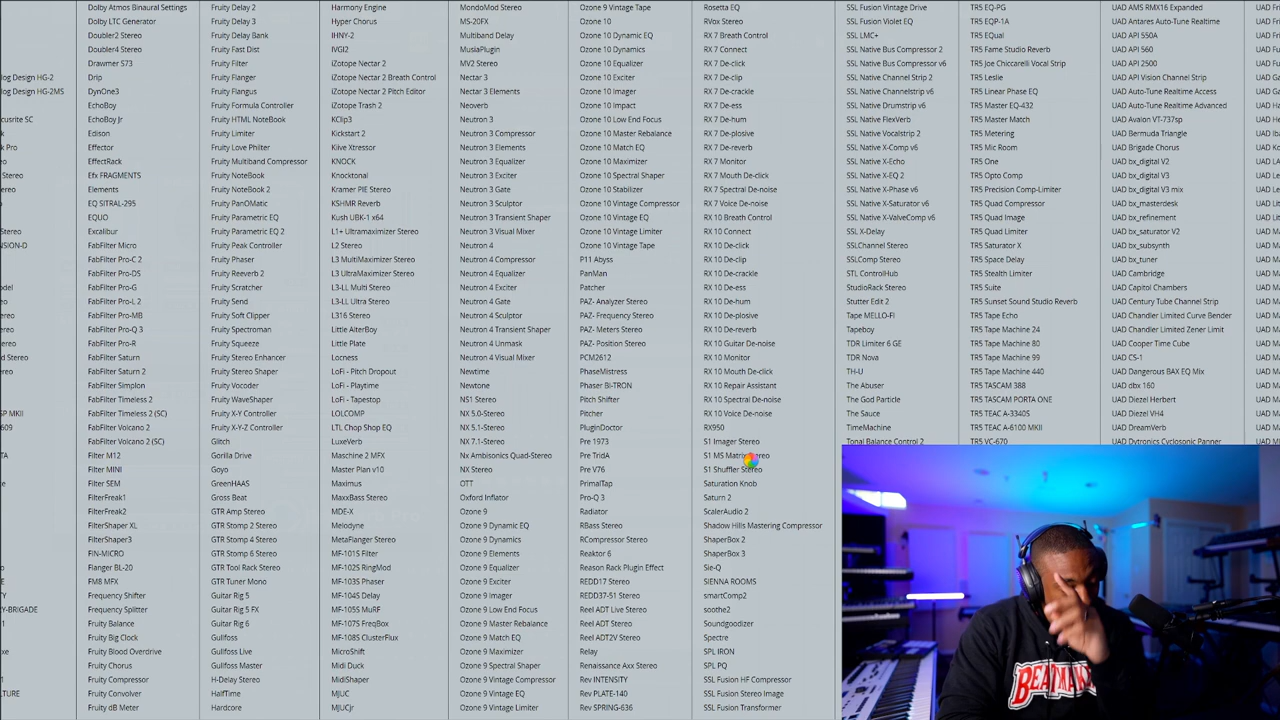 log Design HG-2
log Design HG-2MS
cusrite SC
k Pro
eo
Stereo
ereo
Stereo
NSION-D
odel
ereo
ereo
ereo
d Stereo
ereo
SP MKII
609
TA
E
TY
RY-BRIGADE
1
uxe
1
LTURE
Dolby Atmos Binaural Settings
Dolby LTC Generator
Doubler2 Stereo
Doubler4 Stereo
Drawmer S73
Drip
DynOne3
EchoBoy
EchoBoy Jr
Edison
Effector
EffectRack
Efx FRAGMENTS
Elements
EQ SITRAL-295
EQUO
Excalibur
FabFilter Micro
FabFilter Pro-C 2
FabFilter Pro-DS
FabFilter Pro-G
FabFilter Pro-L 2
FabFilter Pro-MB
FabFilter Pro-Q 3
FabFilter Pro-R
FabFilter Saturn
FabFilter Saturn 2
FabFilter Simplon
FabFilter Timeless 2
FabFilter Timeless 2 (SC)
FabFilter Volcano 2
FabFilter Volcano 2 (SC)
Filter M12
Filter MINI
Filter SEM
FilterFreak1
FilterFreak2
FilterShaper XL
FilterShaper3
FIN-MICRO
Flanger BL-20
FM8 MFX
Frequency Shifter
Frequency Splitter
Fruity Balance
Fruity Big Clock
Fruity Blood Overdrive
Fruity Chorus
Fruity Convolver
Fruity dB Meter
Fruity Delay 2
Fruity Delay 3
Fruity Delay Bank
Fruity Fast Dist
Fruity Filter
Fruity Flanger
Fruity Flangus
Fruity Formula Controller
Fruity HTML NoteBook
Fruity Limiter
Fruity Love Philter
Fruity Multiband Compressor
Fruity NoteBook
Fruity NoteBook 2
Fruity PanOMatic
Fruity Parametric EQ
Fruity Parametric EQ 2
Fruity Peak Controller
Fruity Phaser
Fruity Reeverb 2
Fruity Scratcher
Fruity Send
Fruity Soft Clipper
Fruity Spectroman
Fruity Squeeze
Fruity Stereo Enhancer
Fruity Stereo Shaper
Fruity Vocoder
Fruity WaveShaper
Fruity X-Y Controller
Fruity X-Y-Z Controller
Glitch
Gorilla Drive
Goyo
GreenHAAS
Gross Beat
GTR Amp Stereo
GTR Stomp 2 Stereo
GTR Stomp 4 Stereo
GTR Stomp 6 Stereo
GTR Tool Rack Stereo
GTR Tuner Mono
Guitar Rig 5
Guitar Rig 5 FX
Guitar Rig 6
Gullfoss
Gullfoss Live
Gullfoss Master
H-Delay Stereo
HalfTime
Hardcore
Harmony Engine
Hyper Chorus
IHNY-2
IVGI2
iZotope Nectar 2
iZotope Nectar 2 Breath Control
iZotope Nectar 2 Pitch Editor
iZotope Trash 2
KClip3
Kickstart 2
Kiive Xtressor
KNOCK
Knocktonal
Kramer PIE Stereo
KSHMR Reverb
Kush UBK-1 x64
L1+ Ultramaximizer Stereo
L2 Stereo
L3 MultiMaximizer Stereo
L3 UltraMaximizer Stereo
L3-LL Multi Stereo
L3-LL Ultra Stereo
L316 Stereo
Little AlterBoy
Little Plate
Locness
LoFi - Pitch Dropout
LoFi - Playtime
LoFi - Tapestop
LOLCOMP
LTL Chop Shop EQ
LuxeVerb
Maschine 2 MFX
Master Plan v10
Maximus
MaxxBass Stereo
MDE-X
Melodyne
MetaFlanger Stereo
MF-101S Filter
MF-102S RingMod
MF-103S Phaser
MF-104S Delay
MF-105S MuRF
MF-107S FreqBox
MF-108S ClusterFlux
MicroShift
Midi Duck
MidiShaper
MJUC
MJUCjr
MondoMod Stereo
MS-20FX
Multiband Delay
MusiaPlugin
MV2 Stereo
Nectar 3
Nectar 3 Elements
Neoverb
Neutron 3
Neutron 3 Compressor
Neutron 3 Elements
Neutron 3 Equalizer
Neutron 3 Exciter
Neutron 3 Gate
Neutron 3 Sculptor
Neutron 3 Transient Shaper
Neutron 3 Visual Mixer
Neutron 4
Neutron 4 Compressor
Neutron 4 Equalizer
Neutron 4 Exciter
Neutron 4 Gate
Neutron 4 Sculptor
Neutron 4 Transient Shaper
Neutron 4 Unmask
Neutron 4 Visual Mixer
Newtime
Newtone
NS1 Stereo
NX 5.0-Stereo
NX 5.1-Stereo
NX 7.1-Stereo
Nx Ambisonics Quad-Stereo
NX Stereo
OTT
Oxford Inflator
Ozone 9
Ozone 9 Dynamic EQ
Ozone 9 Dynamics
Ozone 9 Elements
Ozone 9 Equalizer
Ozone 9 Exciter
Ozone 9 Imager
Ozone 9 Low End Focus
Ozone 9 Master Rebalance
Ozone 9 Match EQ
Ozone 9 Maximizer
Ozone 9 Spectral Shaper
Ozone 9 Vintage Compressor
Ozone 9 Vintage EQ
Ozone 9 Vintage Limiter
Ozone 9 Vintage Tape
Ozone 10
Ozone 10 Dynamic EQ
Ozone 10 Dynamics
Ozone 10 Equalizer
Ozone 10 Exciter
Ozone 10 Imager
Ozone 10 Impact
Ozone 10 Low End Focus
Ozone 10 Master Rebalance
Ozone 10 Match EQ
Ozone 10 Maximizer
Ozone 10 Spectral Shaper
Ozone 10 Stabilizer
Ozone 10 Vintage Compressor
Ozone 10 Vintage EQ
Ozone 10 Vintage Limiter
Ozone 10 Vintage Tape
P11 Abyss
PanMan
Patcher
PAZ- Analyzer Stereo
PAZ- Frequency Stereo
PAZ- Meters Stereo
PAZ- Position Stereo
PCM2612
PhaseMistress
Phaser BI-TRON
Pitch Shifter
Pitcher
PluginDoctor
Pre 1973
Pre TridA
Pre V76
PrimalTap
Pro-Q 3
Radiator
RBass Stereo
RCompressor Stereo
Reaktor 6
Reason Rack Plugin Effect
REDD17 Stereo
REDD37-51 Stereo
Reel ADT Live Stereo
Reel ADT Stereo
Reel ADT2V Stereo
Relay
Renaissance Axx Stereo
Rev INTENSITY
Rev PLATE-140
Rev SPRING-636
Rosetta EQ
RVox Stereo
RX 7 Breath Control
RX 7 Connect
RX 7 De-click
RX 7 De-clip
RX 7 De-crackle
RX 7 De-ess
RX 7 De-hum
RX 7 De-plosive
RX 7 De-reverb
RX 7 Monitor
RX 7 Mouth De-click
RX 7 Spectral De-noise
RX 7 Voice De-noise
RX 10 Breath Control
RX 10 Connect
RX 10 De-click
RX 10 De-clip
RX 10 De-crackle
RX 10 De-ess
RX 10 De-hum
RX 10 De-plosive
RX 10 De-reverb
RX 10 Guitar De-noise
RX 10 Monitor
RX 10 Mouth De-click
RX 10 Repair Assistant
RX 10 Spectral De-noise
RX 10 Voice De-noise
RX950
S1 Imager Stereo
S1 MS Matrix Stereo
S1 Shuffler Stereo
Saturation Knob
Saturn 2
ScalerAudio 2
Shadow Hills Mastering Compressor
ShaperBox 2
ShaperBox 3
Sie-Q
SIENNA ROOMS
smartComp2
soothe2
Soundgoodizer
Spectre
SPL IRON
SPL PQ
SSL Fusion HF Compressor
SSL Fusion Stereo Image
SSL Fusion Transformer
SSL Fusion Vintage Drive
SSL Fusion Violet EQ
SSL LMC+
SSL Native Bus Compressor 2
SSL Native Bus Compressor v6
SSL Native Channel Strip 2
SSL Native Channelstrip v6
SSL Native Drumstrip v6
SSL Native FlexVerb
SSL Native Vocalstrip 2
SSL Native X-Comp v6
SSL Native X-Echo
SSL Native X-EQ 2
SSL Native X-Phase v6
SSL Native X-Saturator v6
SSL Native X-ValveComp v6
SSL X-Delay
SSLChannel Stereo
SSLComp Stereo
STL ControlHub
StudioRack Stereo
Stutter Edit 2
Tape MELLO-FI
Tapeboy
TDR Limiter 6 GE
TDR Nova
TH-U
The Abuser
The God Particle
The Sauce
TimeMachine
Tonal Balance Control 2
TR5 EQ-PG
TR5 EQP-1A
TR5 EQual
TR5 Fame Studio Reverb
TR5 Joe Chiccarelli Vocal Strip
TR5 Leslie
TR5 Linear Phase EQ
TR5 Master EQ-432
TR5 Master Match
TR5 Metering
TR5 Mic Room
TR5 One
TR5 Opto Comp
TR5 Precision Comp-Limiter
TR5 Quad Compressor
TR5 Quad Image
TR5 Quad Limiter
TR5 Saturator X
TR5 Space Delay
TR5 Stealth Limiter
TR5 Suite
TR5 Sunset Sound Studio Reverb
TR5 Tape Echo
TR5 Tape Machine 24
TR5 Tape Machine 80
TR5 Tape Machine 99
TR5 Tape Machine 440
TR5 TASCAM 388
TR5 TASCAM PORTA ONE
TR5 TEAC A-3340S
TR5 TEAC A-6100 MKII
TR5 VC-670
UAD AMS RMX16 Expanded
UAD Antares Auto-Tune Realtime
UAD API 550A
UAD API 560
UAD API 2500
UAD API Vision Channel Strip
UAD Auto-Tune Realtime Access
UAD Auto-Tune Realtime Advanced
UAD Avalon VT-737sp
UAD Bermuda Triangle
UAD Brigade Chorus
UAD bx_digital V2
UAD bx_digital V3
UAD bx_digital V3 mix
UAD bx_masterdesk
UAD bx_refinement
UAD bx_saturator V2
UAD bx_subsynth
UAD bx_tuner
UAD Cambridge
UAD Capitol Chambers
UAD Century Tube Channel Strip
UAD Chandler Limited Curve Bender
UAD Chandler Limited Zener Limit
UAD Cooper Time Cube
UAD CS-1
UAD Dangerous BAX EQ Mix
UAD dbx 160
UAD Diezel Herbert
UAD Diezel VH4
UAD DreamVerb
UAD Dytronics Cyclosonic Panner